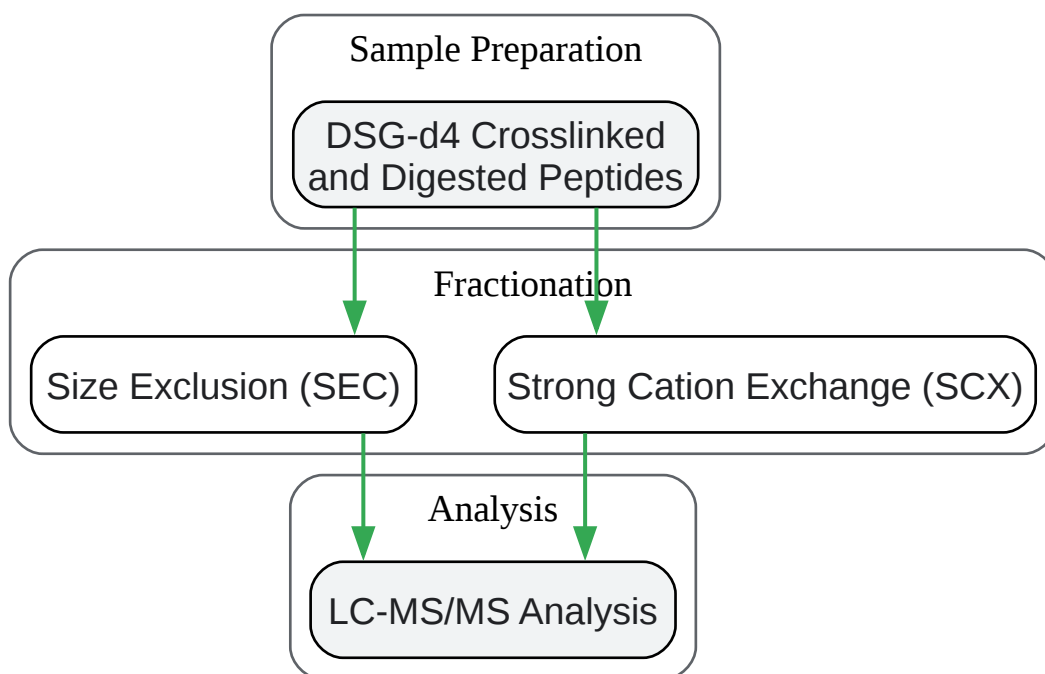 Sample Preparation
DSG-d4 Crosslinked
and Digested Peptides
Fractionation
Size Exclusion (SEC)
Strong Cation Exchange (SCX)
Analysis
LC-MS/MS Analysis